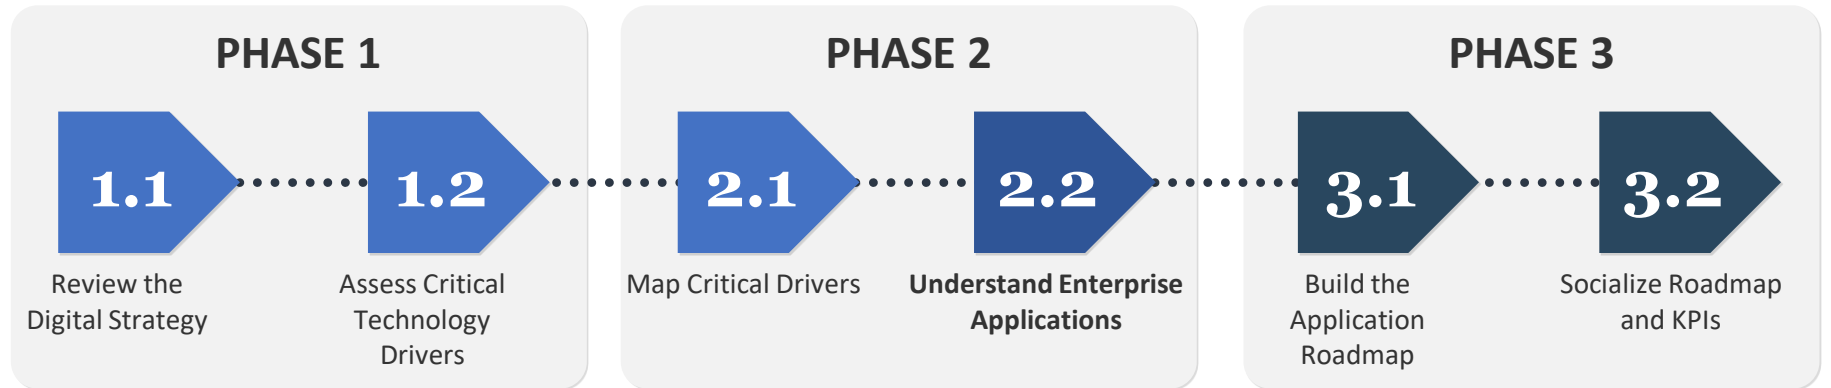 PHASE 1
1.1
Review the
Digital Strategy
1.2
Assess Critical
Technology
Drivers
PHASE 2
2.1
Map Critical Drivers
2.2
Understand Enterprise
Applications
PHASE 3
3.1
Build the
Application
Roadmap
3.2
Socialize Roadmap
and KPIs